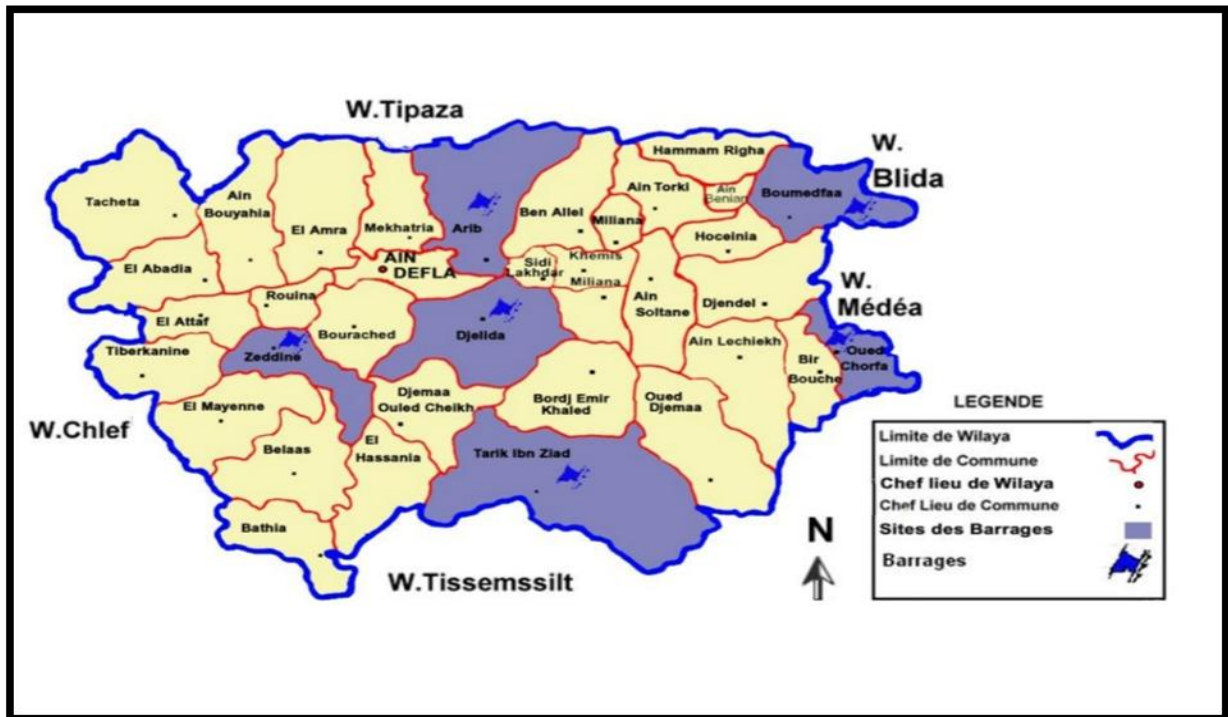 W.Tipaza
W.
Blida
Hammam Righa
Tacheta
Ain
Bouyahia
El Amra
Mekhatria
Arib
Ben Allel
Miliana
Ain Torki
Ain
Benian
Boumedfaa
Hoceinia
El Abadia
AIN
DEFLA
Sidi
Lakhdar
Khemis
Miliana
Ain
Soltane
Djendel
W.
Médéa
El Attaf
Rouina
Bourached
Djelida
Ain Lechiekh
Bir
Bouche
Oued
Chorfa
Tiberkanine
Zeddine
El Mayenne
Djemaa
Ouled Cheikh
Bordj Emir
Khaled
Oued
Djemaa
W.Chlef
Belaas
El
Hassania
Tarik Ibn Ziad
Bathia
W.Tissemssilt
N
LEGENDE
Limite de Wilaya
Limite de Commune
Chef lieu de Wilaya
Chef Lieu de Commune
Sites des Barrages
Barrages